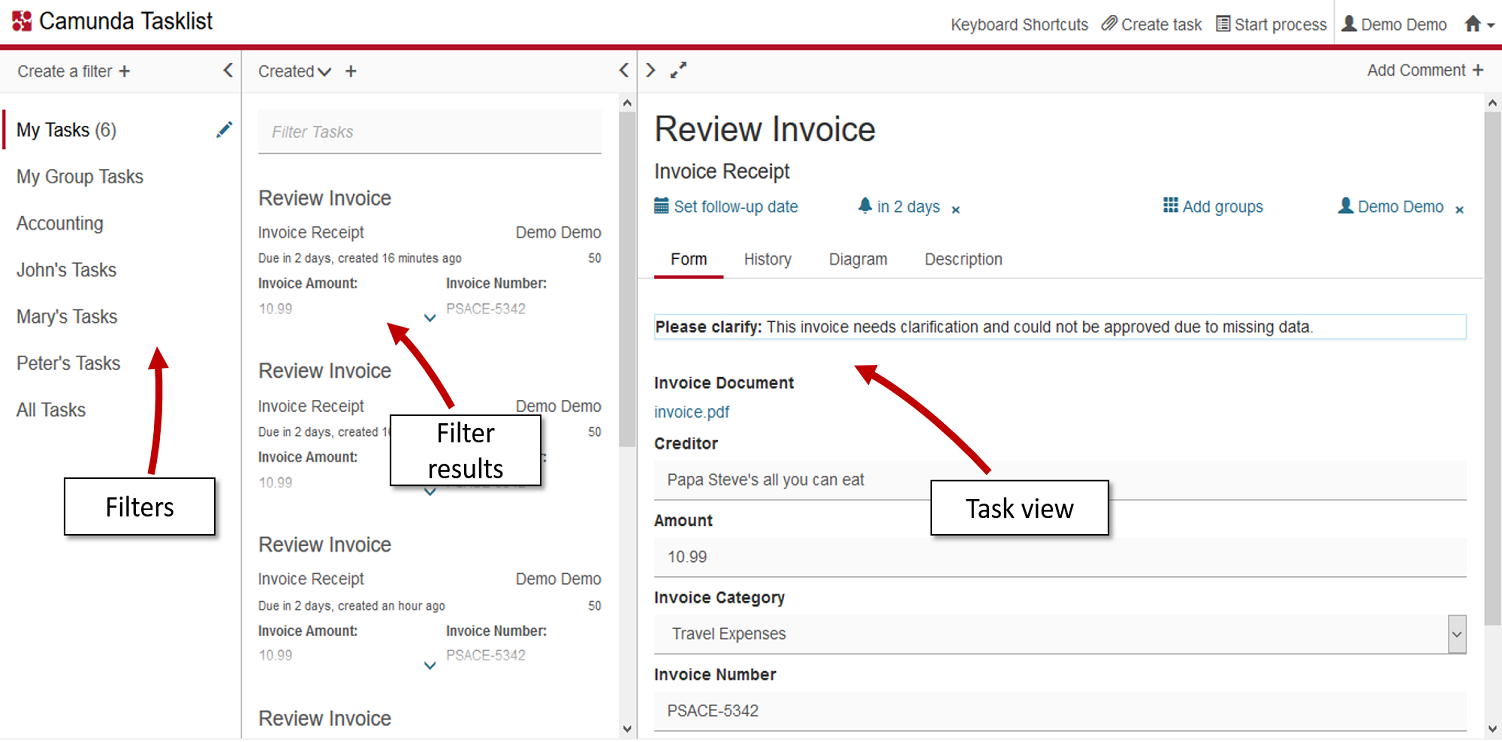 Camunda Tasklist
Keyboard Shortcuts Create task Start process Demo Demo
Create a filter +
My Tasks (6)
My Group Tasks
Accounting
John's Tasks
Mary's Tasks
Peter's Tasks
All Tasks
Filters
Created +
Filter Tasks
Review Invoice
Invoice Receipt Demo Demo
Due in 2 days, created 16 minutes ago 50
Invoice Amount: Invoice Number:
10.99 PSACE-5342
Review Invoice
Invoice Receipt Demo Demo
Due in 2 days, created 50
Invoice Amount:
10.99
Filter
results
Review Invoice
Invoice Receipt Demo Demo
Due in 2 days, created an hour ago 50
Invoice Amount: Invoice Number:
10.99 PSACE-5342
Review Invoice
Add Comment +
Review Invoice
Invoice Receipt
Set follow-up date in 2 days × Add groups Demo Demo ×
Form History Diagram Description
Please clarify: This invoice needs clarification and could not be approved due to missing data.
Invoice Document
invoice.pdf
Creditor
Papa Steve's all you can eat
Task view
Amount
10.99
Invoice Category
Travel Expenses
Invoice Number
PSACE-5342